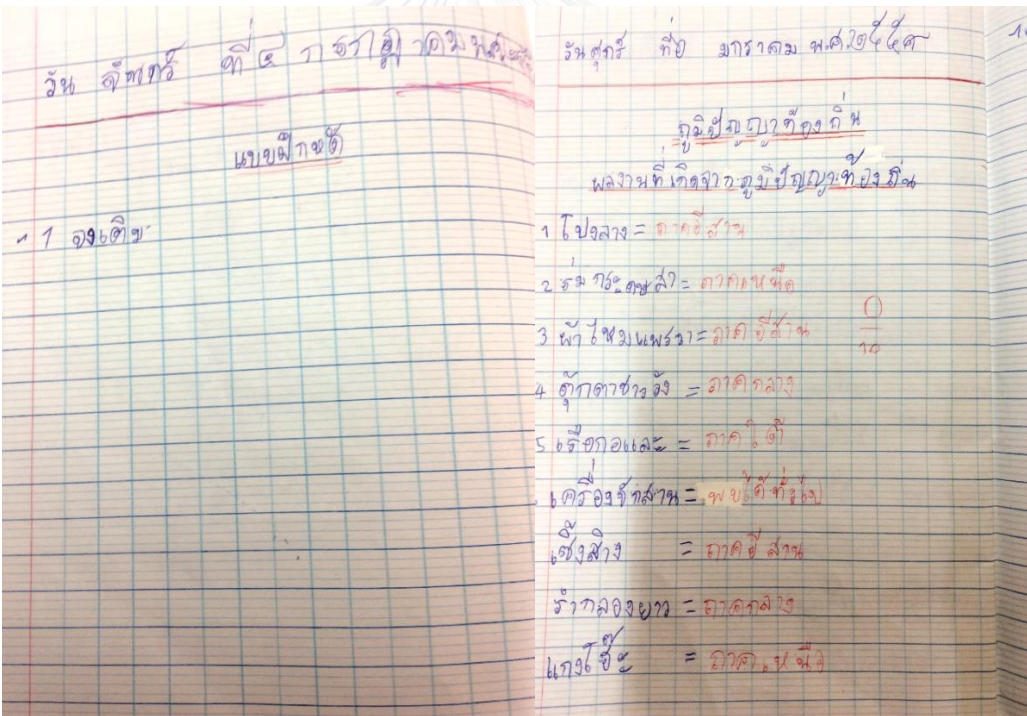 วัน จันทร์ ที่ ๔ กรกฎาคม
แบบฝึกหัด
1
วันศุกร์ ที่ มกราคม พ.ศ.๒๕๕๙
ภูมิปัญญาท้องถิ่น
ผลงานที่เกิดจากภูมิปัญญาท้องถิ่น
1 โปงลาง = ภาคอีสาน
2 ร่มกระดาษสา = ภาคเหนือ
3 ผ้าไหมแพรวา = ภาคอีสาน
10
4 ตุ๊กตาชาววัง = ภาคกลาง
5 เรือกอและ = ภาคใต้
เครื่องจักสาน = พบได้ทั่วไป
เซิ้งสวิง = ภาคอีสาน
รำกลองยาว = ภาคกลาง
แกงโฮ๊ะ = ภาคเหนือ